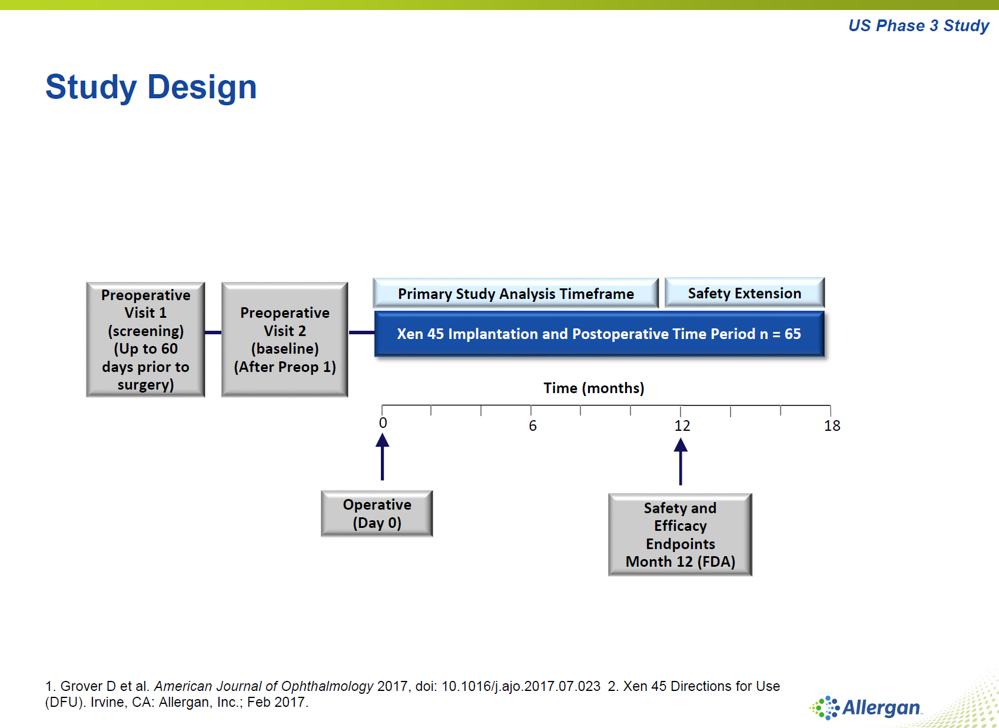 US Phase 3 Study
Study Design
Preoperative
Visit 1
(screening)
(Up to 60
days prior to
surgery)
Preoperative
Visit 2
(baseline)
(After Preop 1)
Primary Study Analysis Timeframe
Safety Extension
Xen 45 Implantation and Postoperative Time Period n = 65
Time (months)
0
6
12
18
Operative
(Day 0)
Safety and
Efficacy
Endpoints
Month 12 (FDA)
1. Grover D et al. American Journal of Ophthalmology 2017, doi: 10.1016/j.ajo.2017.07.023 2. Xen 45 Directions for Use
(DFU). Irvine, CA: Allergan, Inc.; Feb 2017.
Allergan